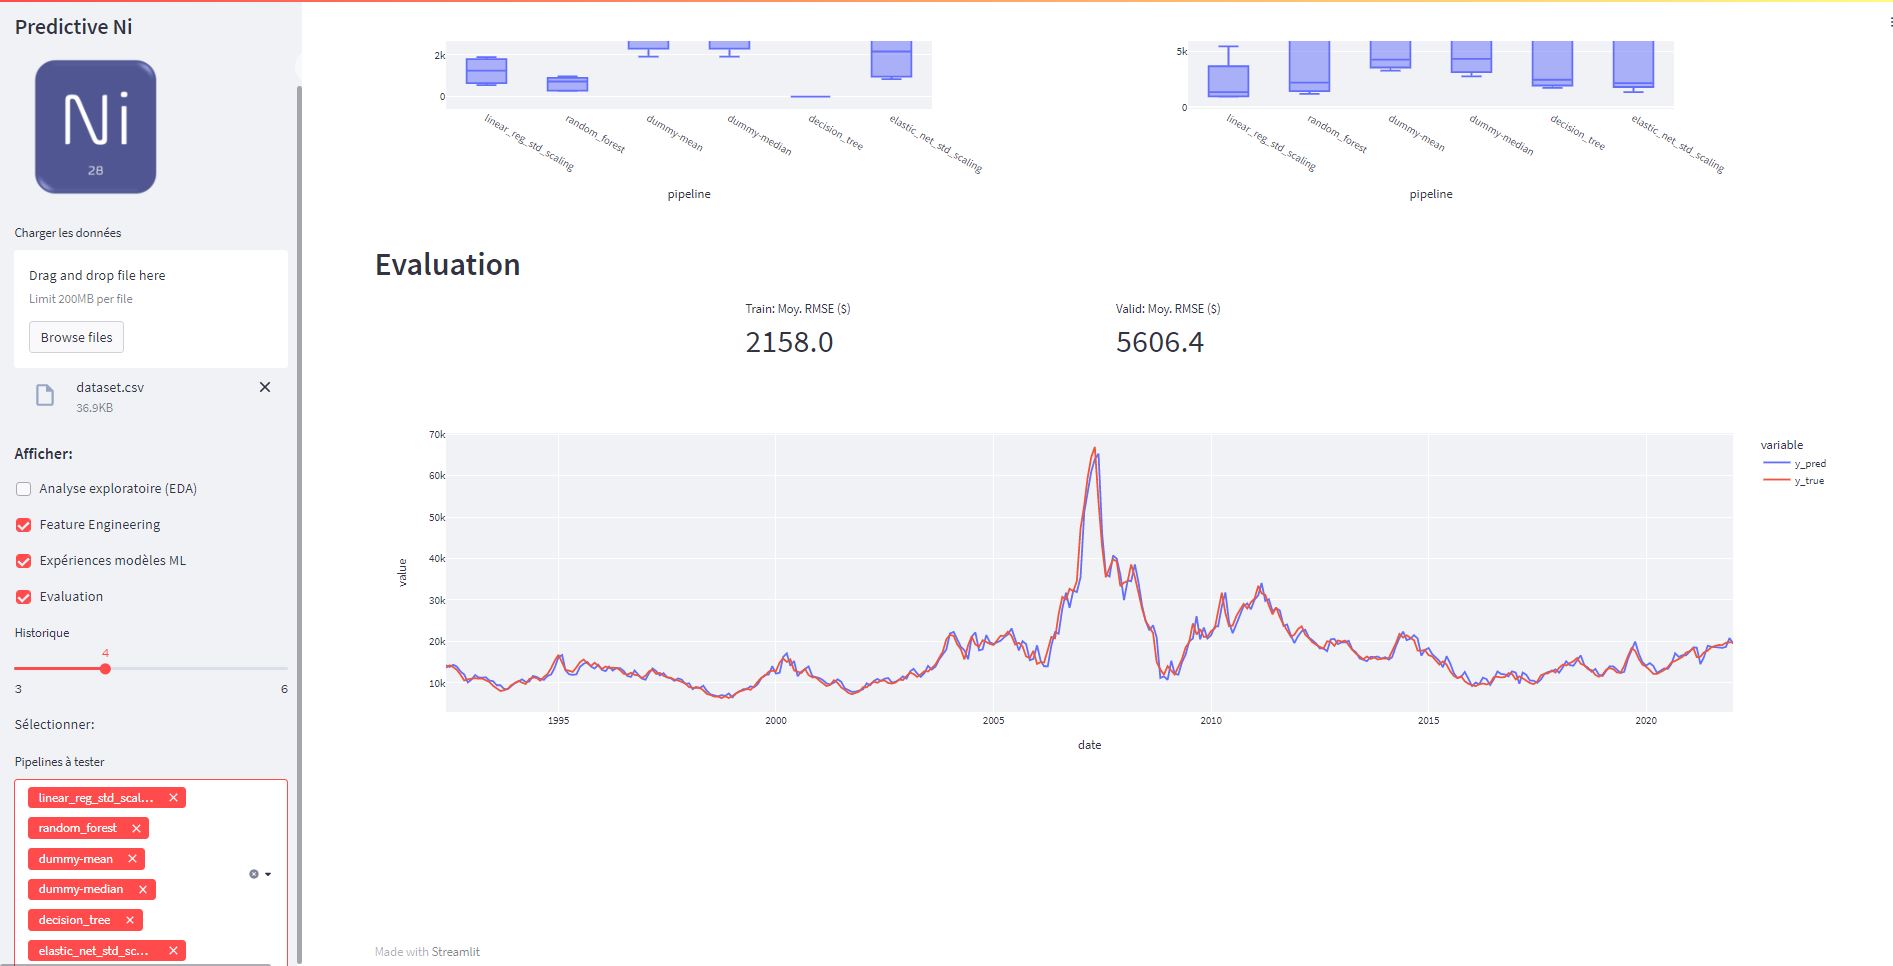 Predictive Ni
Ni
28
Charger les données
Drag and drop file here
Limit 200MB per file
Browse files
dataset.csv
36.9KB
Afficher:
Analyse exploratoire (EDA)
Feature Engineering
Expériences modèles ML
Evaluation
Historique
4
3 6
Sélectionner:
Pipelines à tester
linear_reg_std_scal...
random_forest
dummy-mean
dummy-median
decision_tree
elastic_net_std_sc...
2k
0
linear_reg_std_scaling
random_forest
dummy-mean
dummy-median
decision_tree
elastic_net_std_scaling
pipeline
5k
0
linear_reg_std_scaling
random_forest
dummy-mean
dummy-median
decision_tree
elastic_net_std_scaling
pipeline
Evaluation
Train: Moy. RMSE ($)
2158.0
Valid: Moy. RMSE ($)
5606.4
70k
60k
50k
40k
30k
20k
10k
value
1995 2000 2005 2010 2015 2020
date
variable
y_pred
y_true
Made with Streamlit